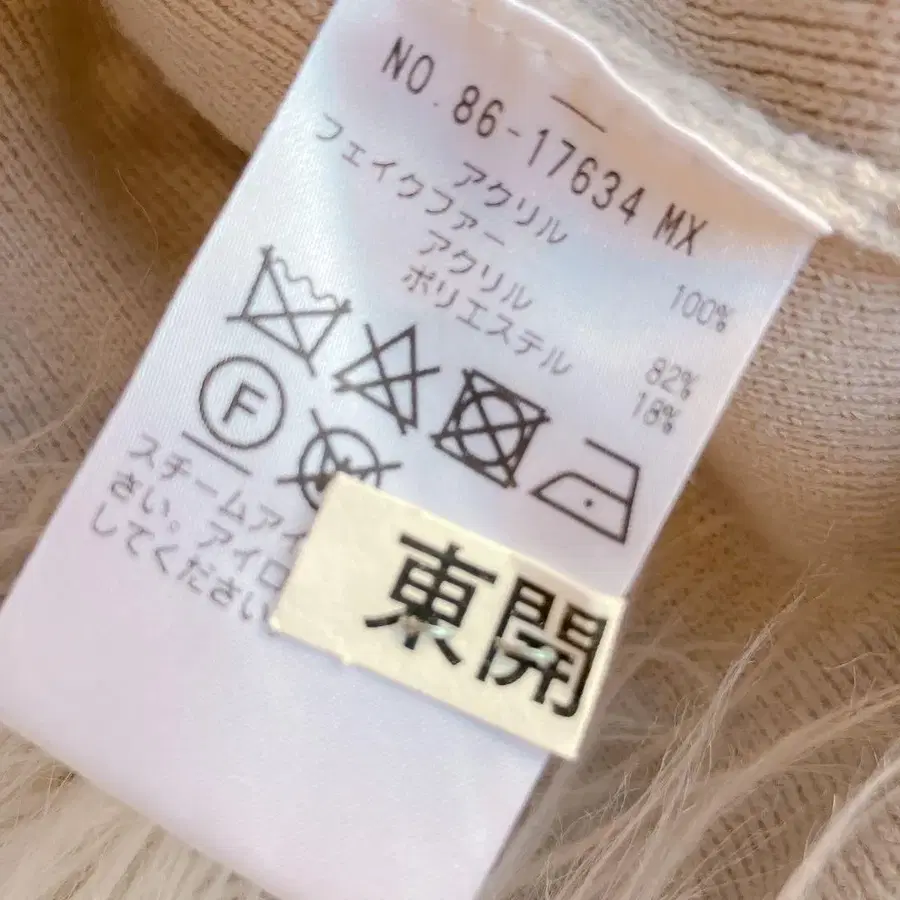 NO. 86-17634 MX
アクリル 100%
フェイクファー
アクリル 82%
ポリエステル 18%
F
W
スチームアイ
さい。アイロ
してください
東開